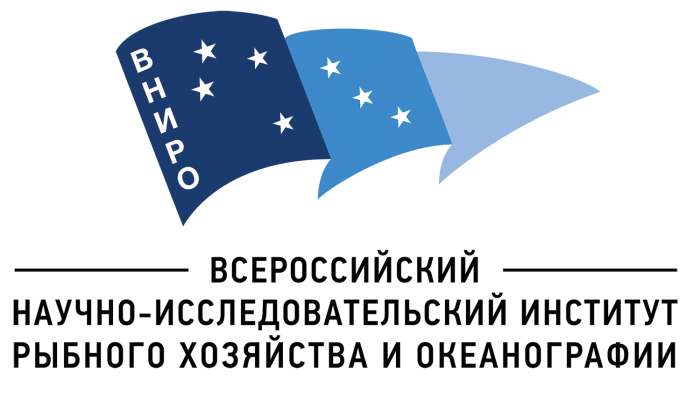 ВНИРО
ВСЕРОССИЙСКИЙ
НАУЧНО-ИССЛЕДОВАТЕЛЬСКИЙ ИНСТИТУТ
РЫБНОГО ХОЗЯЙСТВА И ОКЕАНОГРАФИИ